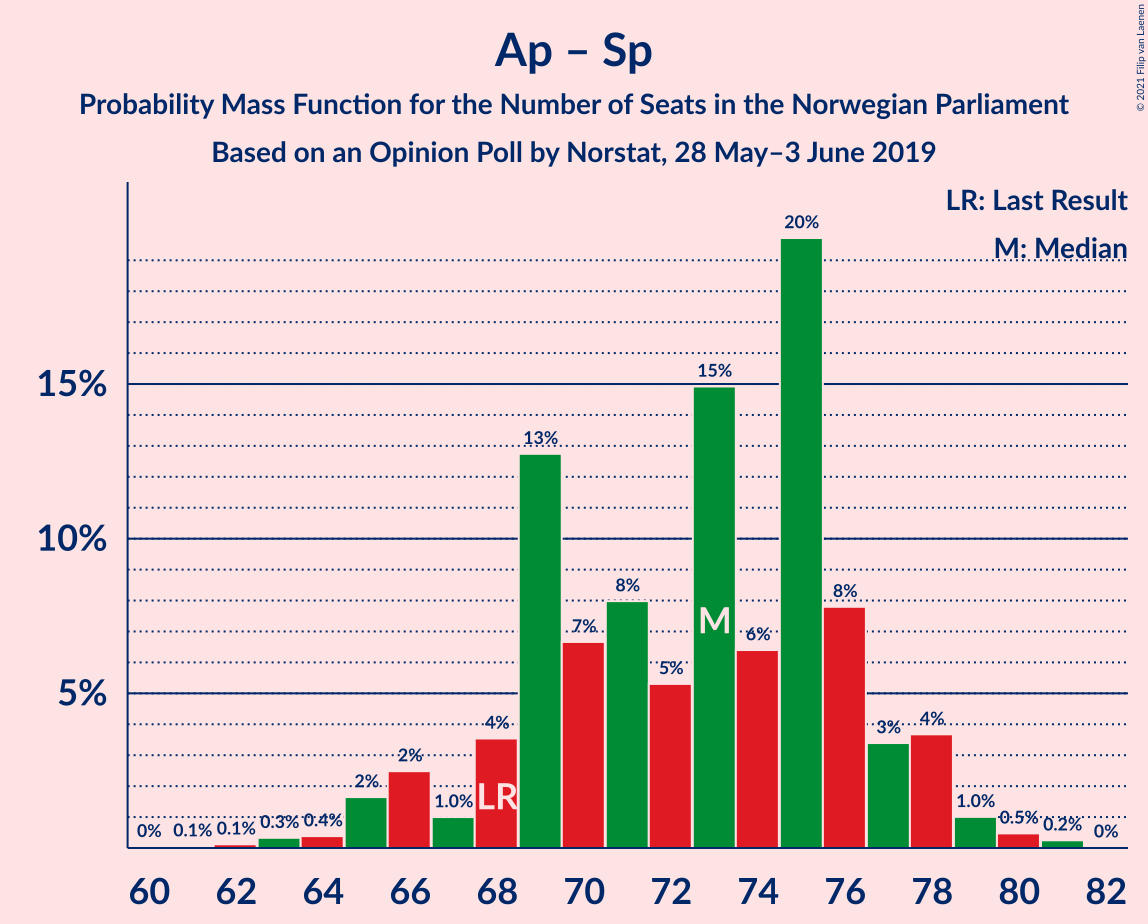 Ap – Sp
Probability Mass Function for the Number of Seats in the Norwegian Parliament
Based on an Opinion Poll by Norstat, 28 May–3 June 2019
© 2021 Filip van Laenen
LR: Last Result
M: Median
15%
10%
5%
0% 0.1% 0.1% 0.3% 0.4% 2% 2% 1.0% 4% 13% 7% 8% 5% 15% 6% 20% 8% 3% 4% 1.0% 0.5% 0.2% 0%
LR
M
60 62 64 66 68 70 72 74 76 78 80 82